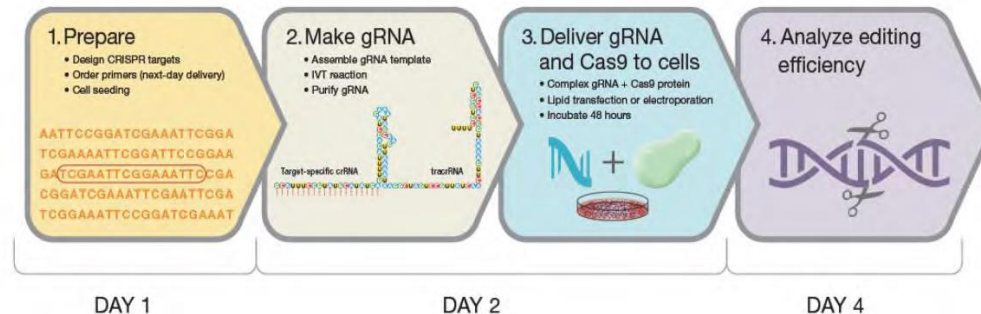 1. Prepare
• Design CRISPR targets
• Order primers (next-day delivery)
• Cell seeding
AATTCCGGATCGAAATTCGGA
TCGAAAATTCGGATTCCGGAA
GATCGAATTCGGAAATTCCGA
CGGATCGAAATTCGAATTCGA
TCGGAAATTCCGGATCGAAAT
2. Make gRNA
• Assemble gRNA template
• IVT reaction
• Purify gRNA
Target-specific crRNA
tracrRNA
3. Deliver gRNA
and Cas9 to cells
• Complex gRNA + Cas9 protein
• Lipid transfection or electroporation
• Incubate 48 hours
+
4. Analyze editing
efficiency
DAY 1
DAY 2
DAY 4